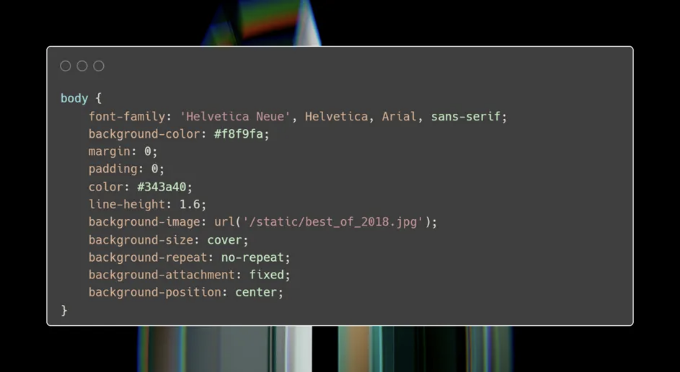 body {
font-family: 'Helvetica Neue', Helvetica, Arial, sans-serif;
background-color: #f8f9fa;
margin: 0;
padding: 0;
color: #343a40;
line-height: 1.6;
background-image: url('/static/best_of_2018.jpg');
background-size: cover;
background-repeat: no-repeat;
background-attachment: fixed;
background-position: center;
}